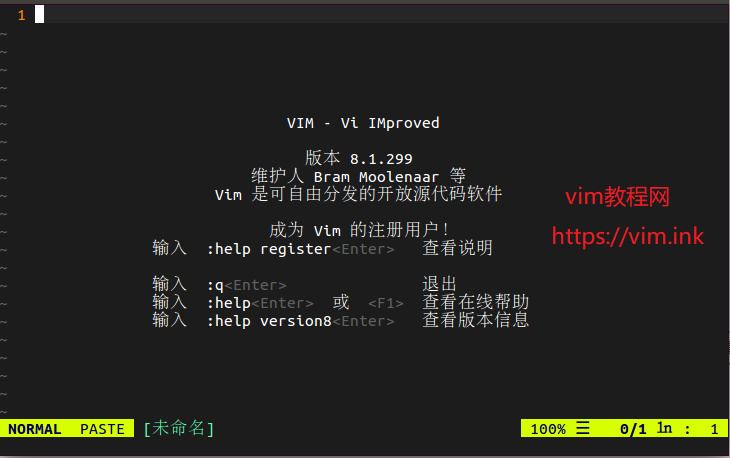 1
~
~
~
~
~
VIM - Vi IMproved
~
版本 8.1.299
~
维护人 Bram Moolenaar 等
~
Vim 是可自由分发的开放源代码软件
vim教程网
~
成为 Vim 的注册用户!
https://vim.ink
~
输入 :help register<Enter> 查看说明
~
输入 :q<Enter> 退出
~
输入 :help<Enter> 或 <F1> 查看在线帮助
~
输入 :help version8<Enter> 查看版本信息
~
~
~
~
~
NORMAL PASTE [未命名] 100% ☰ 0/1 ln : 1